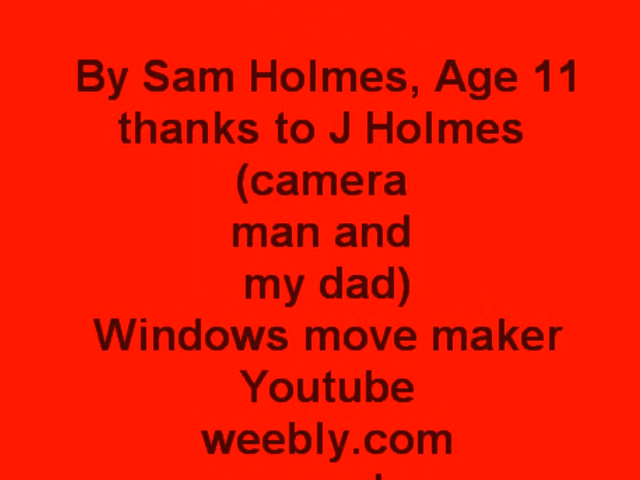 By Sam Holmes, Age 11
thanks to J Holmes
(camera
man and
my dad)
Windows move maker
Youtube
weebly.com